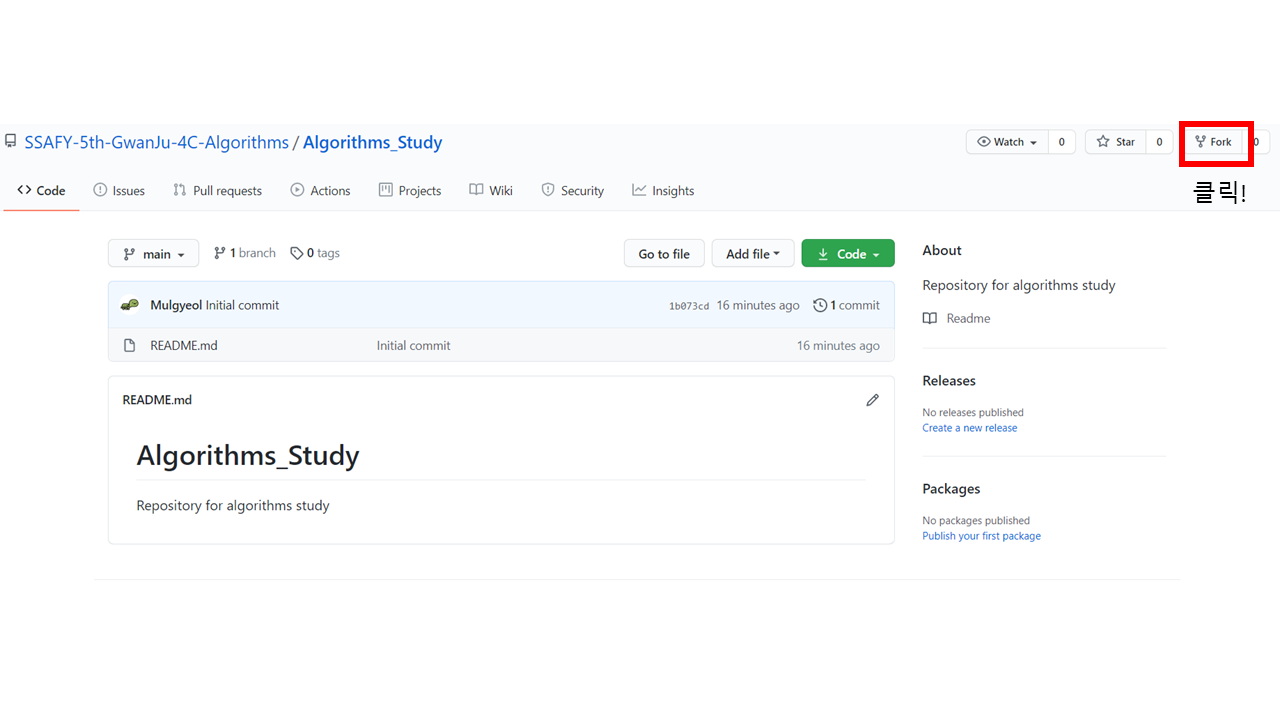 SSAFY-5th-GwanJu-4C-Algorithms / Algorithms_Study
Watch 0 Star 0 Fork 0
클릭!
Code Issues Pull requests Actions Projects Wiki Security Insights
main 1 branch 0 tags Go to file Add file Code
Mulgyeol Initial commit 1b073cd 16 minutes ago 1 commit
README.md Initial commit 16 minutes ago
README.md
Algorithms_Study
Repository for algorithms study
About
Repository for algorithms study
Readme
Releases
No releases published
Create a new release
Packages
No packages published
Publish your first package